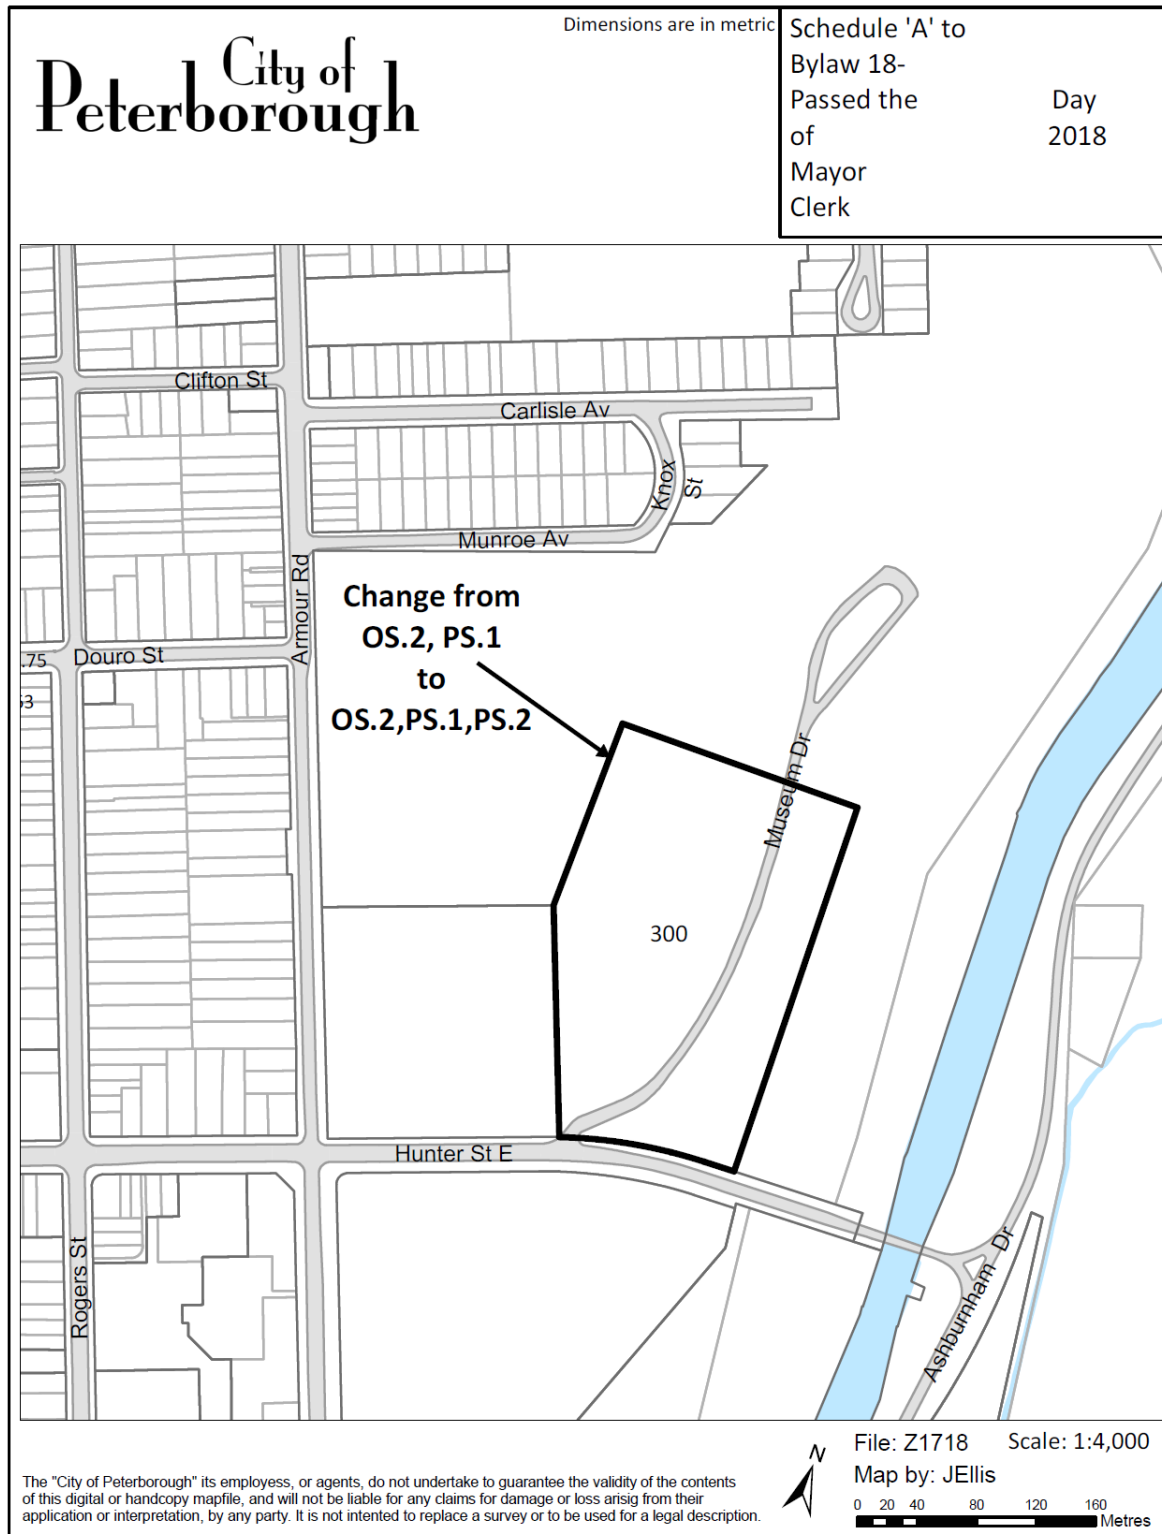 City of
Peterborough
Dimensions are in metric
Schedule 'A' to
Bylaw 18-
Passed the Day
of 2018
Mayor
Clerk
Clifton St
Carlisle Av
Knox
St
Munroe Av
Armour Rd
Change from
OS.2, PS.1
to
OS.2,PS.1,PS.2
.75
Douro St
Museum Dr
300
Hunter St E
Rogers St
Ashburnham Dr
N
File: Z1718 Scale: 1:4,000
Map by: JEllis
0 20 40 80 120 160
Metres
The "City of Peterborough" its employess, or agents, do not undertake to guarantee the validity of the contents
of this digital or handcopy mapfile, and will not be liable for any claims for damage or loss arisig from their
application or interpretation, by any party. It is not intended to replace a survey or to be used for a legal description.